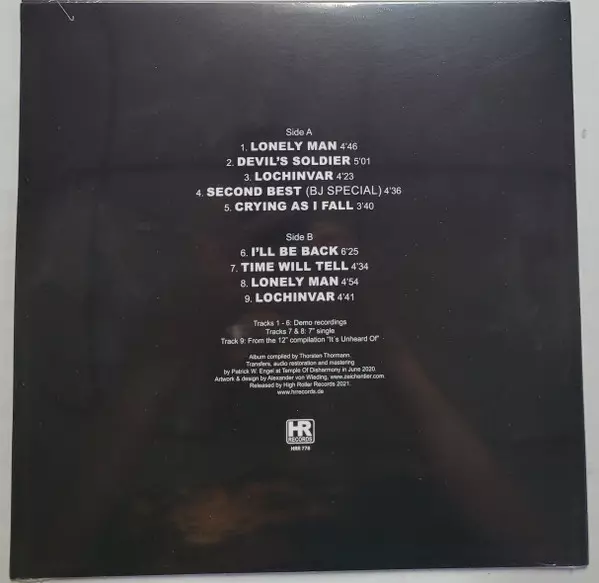 Side A
1. LONELY MAN 4'46
2. DEVIL'S SOLDIER 5'01
3. LOCHINVAR 4'23
4. SECOND BEST (BJ SPECIAL) 4'36
5. CRYING AS I FALL 3'40
Side B
6. I'LL BE BACK 6'25
7. TIME WILL TELL 4'34
8. LONELY MAN 4'54
9. LOCHINVAR 4'41
Tracks 1 - 6: Demo recordings
Tracks 7 & 8: 7" single
Track 9: From the 12" compilation "It´s Unheard Of"
Album compiled by Thorsten Thormann.
Transfers, audio restoration and mastering
by Patrick W. Engel at Temple Of Disharmony in June 2020.
Artwork & design by Alexander von Wieding, www.zeichentier.com.
Released by High Roller Records 2021.
www.hrrecords.de
HR
RECORDS
HRR 776